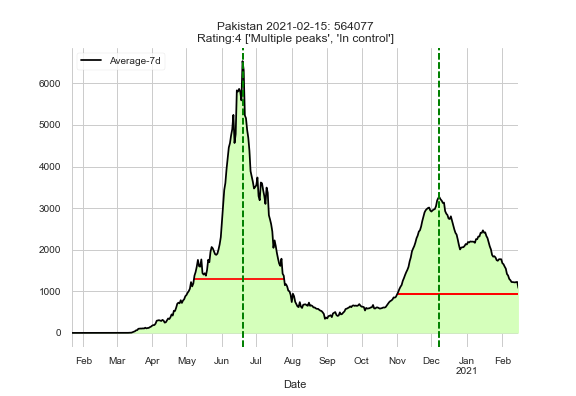 Pakistan 2021-02-15: 564077
Rating:4 ['Multiple peaks', 'In control']
Average-7d
6000
5000
4000
3000
2000
1000
0
Feb Mar Apr May Jun Jul Aug Sep Oct Nov Dec Jan Feb
2021
Date